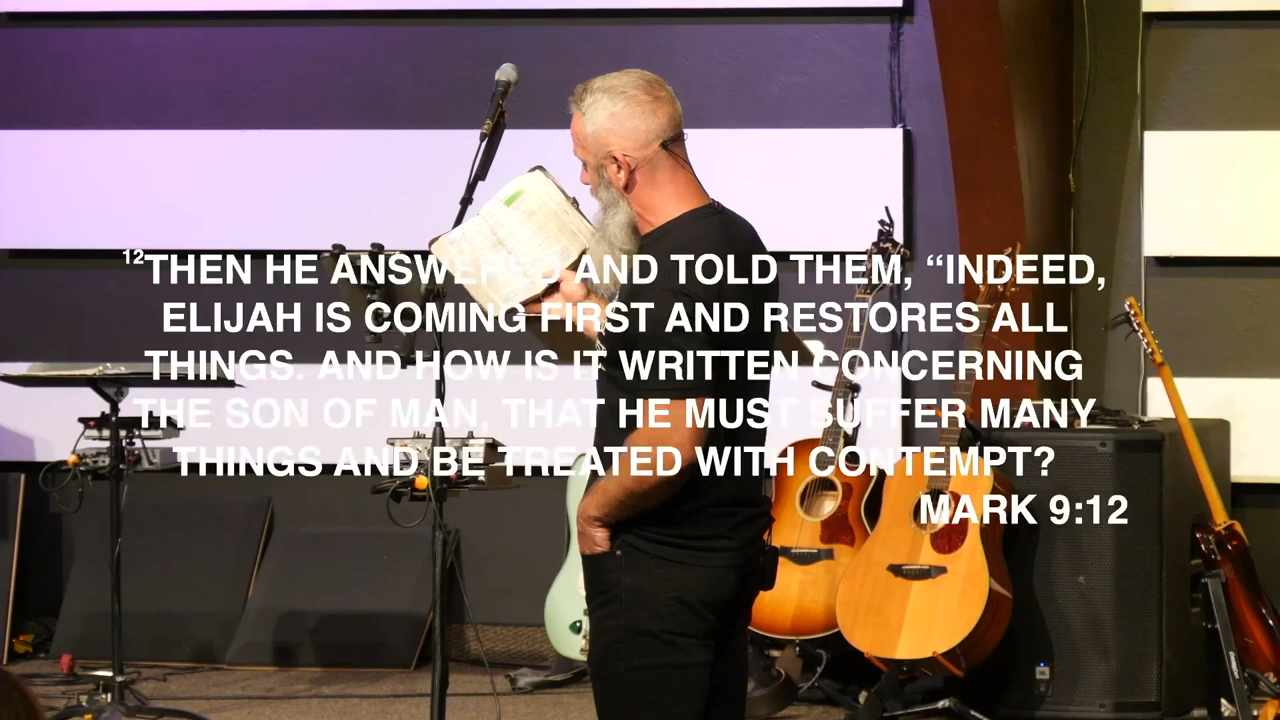 12THEN HE ANSWERED AND TOLD THEM, “INDEED,
ELIJAH IS COMING FIRST AND RESTORES ALL
THINGS. AND HOW IS IT WRITTEN CONCERNING
THE SON OF MAN, THAT HE MUST SUFFER MANY
THINGS AND BE TREATED WITH CONTEMPT?
MARK 9:12